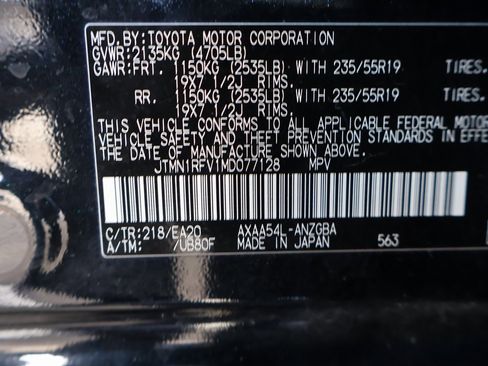 MFD.BY:TOYOTA MOTOR CORPORATION
GVWR:2135KG (4705LB)
GAWR:FRT. 1150KG (2535LB) WITH 235/55R19 TIRES.
19X7 1/2J RIMS.
RR. 1150KG (2535LB) WITH 235/55R19 TIRES.
19X7 1/2J RIMS.
THIS VEHICLE CONFORMS TO ALL APPLICABLE FEDERAL MOTOR
VEHICLE SAFETY AND THEFT PREVENTION STANDARDS IN EFFE
DATE OF MANUFACTURE SHOWN ABOVE.
JTMN1RFV1MD077128 MPV
C/TR:218/EA20 AXAA54L-ANZGBA
A/TM: /UB80F MADE IN JAPAN 563